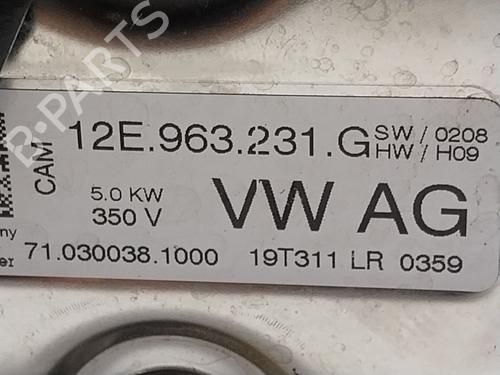 B-PARTS
12E.963.231.G SW / 0208
HW / H09
CAM
5.0 KW
350 V
VW AG
71.030038.1000 19T311 LR 0359